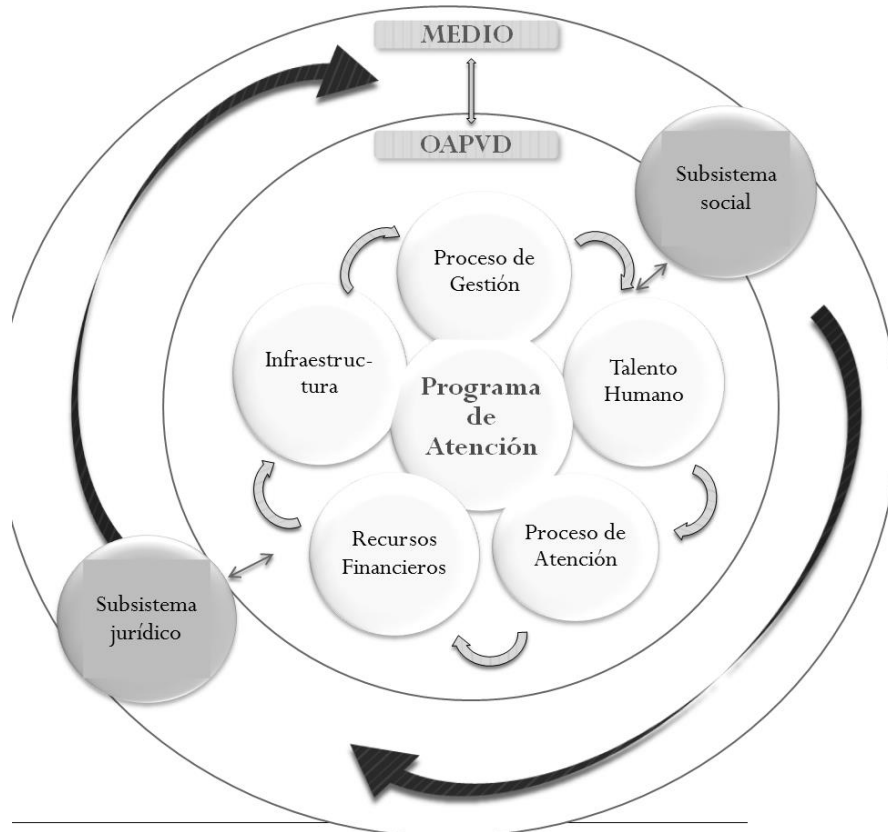 MEDIO
OAPVD
Subsistema
social
Proceso de
Gestión
Infraestruc-
tura
Talento
Humano
Programa
de
Atención
Recursos
Financieros
Proceso de
Atención
Subsistema
jurídico